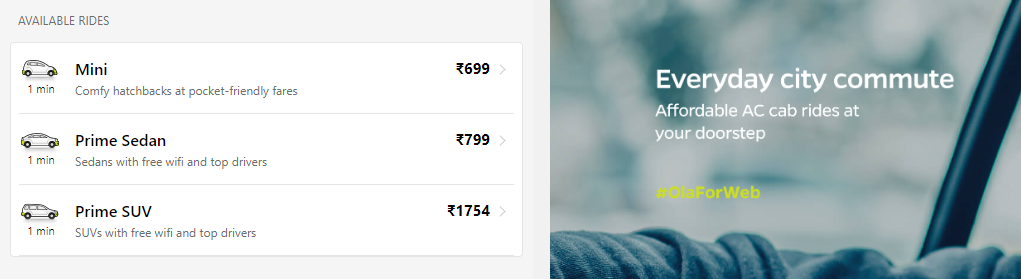 AVAILABLE RIDES
Mini
₹699
1 min
Comfy hatchbacks at pocket-friendly fares
Prime Sedan
₹799
1 min
Sedans with free wifi and top drivers
Prime SUV
₹1754
1 min
SUVs with free wifi and top drivers
Everyday city commute
Affordable AC cab rides at
your doorstep
#OlaForWeb